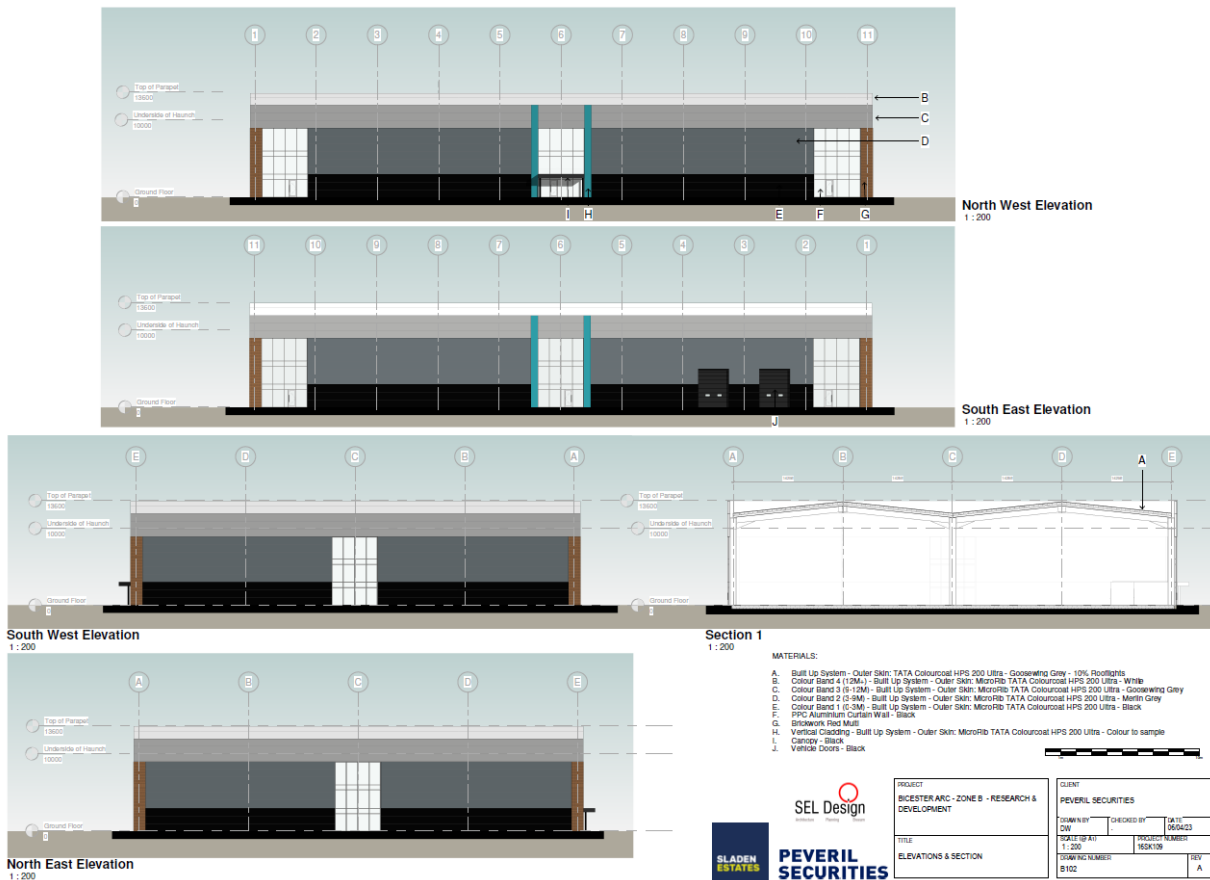 1 2 3 4 5 6 7 8 9 10 11
Top of Parapet
13600
Underside of Haunch
10000
Ground Floor
0
B
C
D
I H E F G
North West Elevation
1 : 200
11 10 9 8 7 6 5 4 3 2 1
Top of Parapet
13600
Underside of Haunch
10000
Ground Floor
0
J
South East Elevation
1 : 200
E D C B A
Top of Parapet
13600
Underside of Haunch
10000
Ground Floor
0
South West Elevation
1 : 200
A B C D E
A
Top of Parapet
13600
Underside of Haunch
10000
Ground Floor
0
Section 1
1 : 200
A B C D E
Top of Parapet
13600
Underside of Haunch
10000
Ground Floor
0
North East Elevation
1 : 200
MATERIALS:
A. Built Up System - Outer Skin: TATA Colourcoat HPS 200 Ultra - Goosewing Grey - 10% Rooflights
B. Colour Band 4 (12M+) - Built Up System - Outer Skin: MicroRib TATA Colourcoat HPS 200 Ultra - White
C. Colour Band 3 (9-12M) - Built Up System - Outer Skin: MicroRib TATA Colourcoat HPS 200 Ultra - Goosewing Grey
D. Colour Band 2 (3-9M) - Built Up System - Outer Skin: MicroRib TATA Colourcoat HPS 200 Ultra - Merlin Grey
E. Colour Band 1 (0-3M) - Built Up System - Outer Skin: MicroRib TATA Colourcoat HPS 200 Ultra - Black
F. PPC Aluminium Curtain Wall - Black
G. Brickwork Red Multi
H. Vertical Cladding - Built Up System - Outer Skin: MicroRib TATA Colourcoat HPS 200 Ultra - Colour to sample
I. Canopy - Black
J. Vehicle Doors - Black
SEL Design
Architecture Planning
SLADEN
ESTATES
PEVERIL
SECURITIES
PROJECT
BICESTER ARC - ZONE B - RESEARCH &
DEVELOPMENT
TITLE
ELEVATIONS & SECTION
CLIENT
PEVERIL SECURITIES
DRAWN BY CHECKED BY DATE
DW . 06/04/23
SCALE (@ A1) PROJECT NUMBER
1 : 200 16SK109
DRAWING NUMBER REV
B102 A